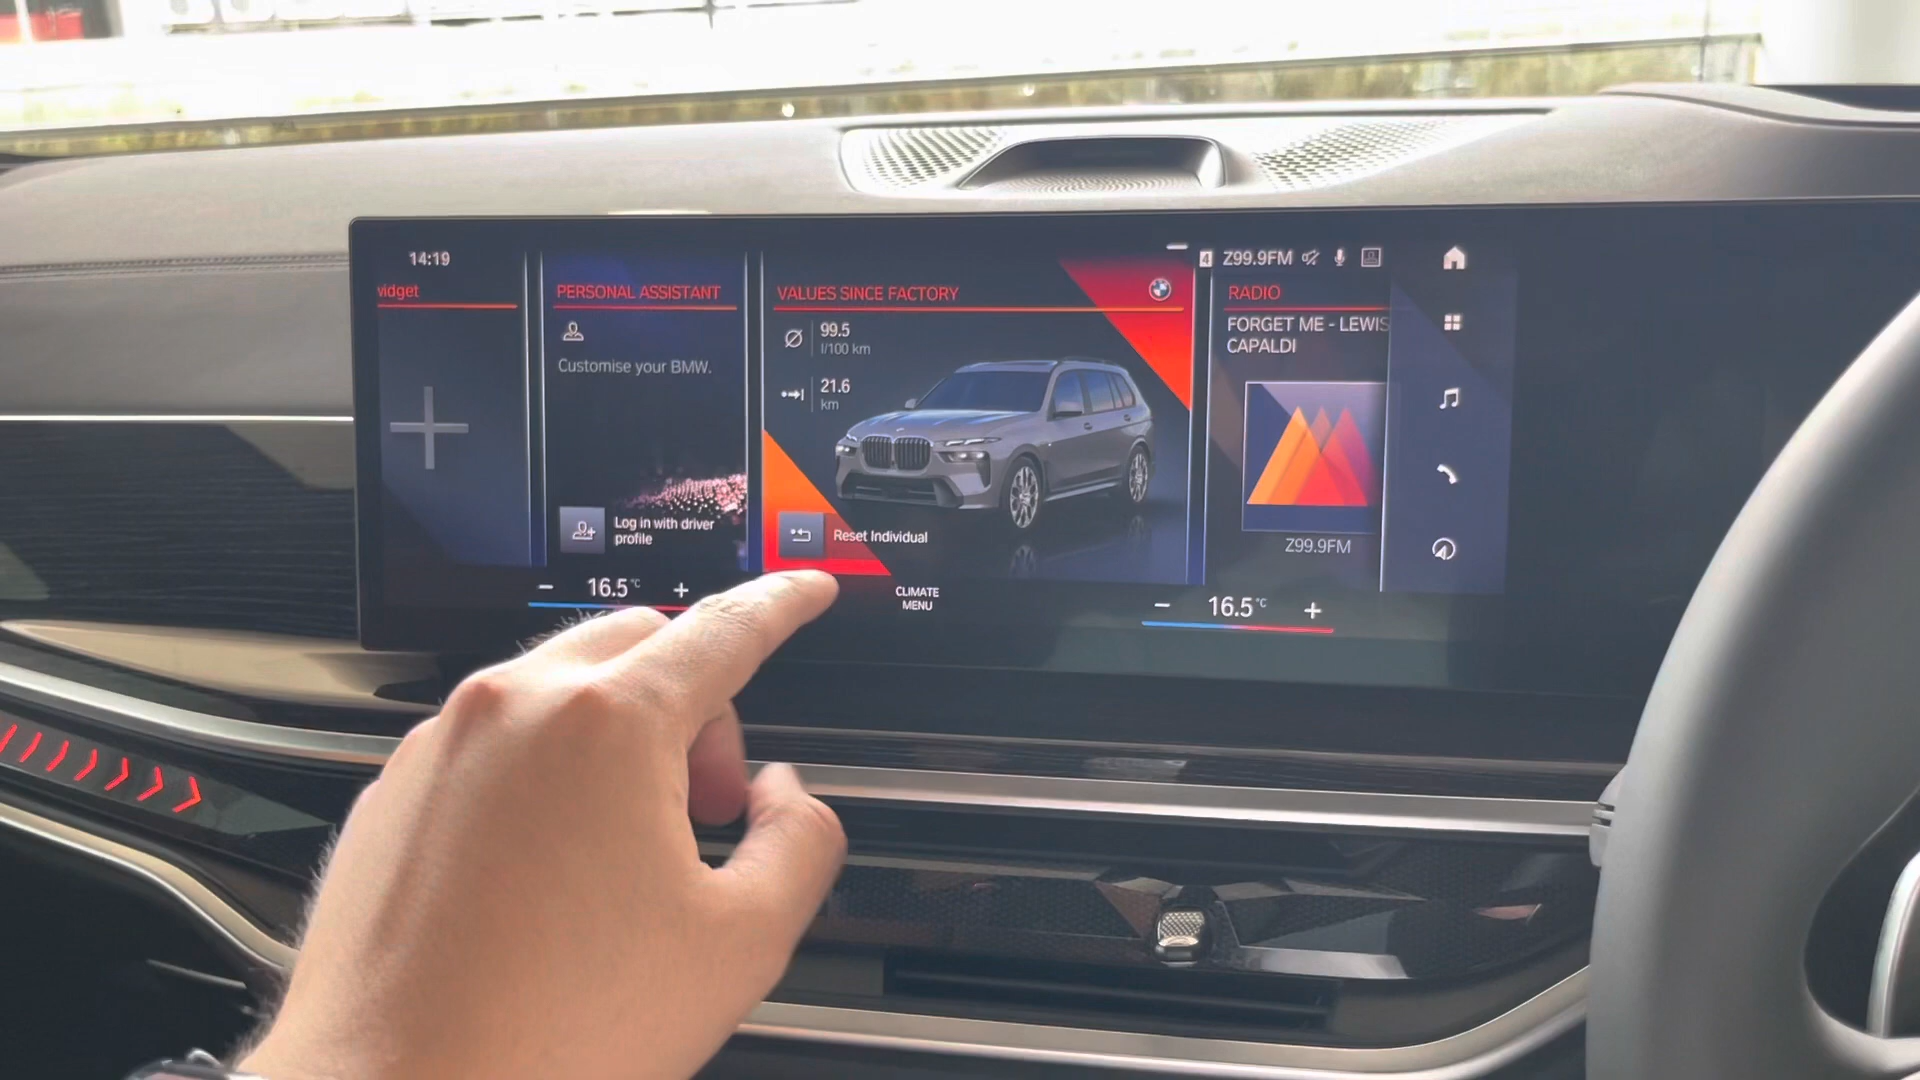 14:19
widget
PERSONAL ASSISTANT
Customise your BMW.
Log in with driver
profile
VALUES SINCE FACTORY
99.5
l/100 km
21.6
km
Reset Individual
4 Z99.9FM
RADIO
FORGET ME - LEWIS
CAPALDI
Z99.9FM
− 16.5°C +
CLIMATE
MENU
− 16.5°C +